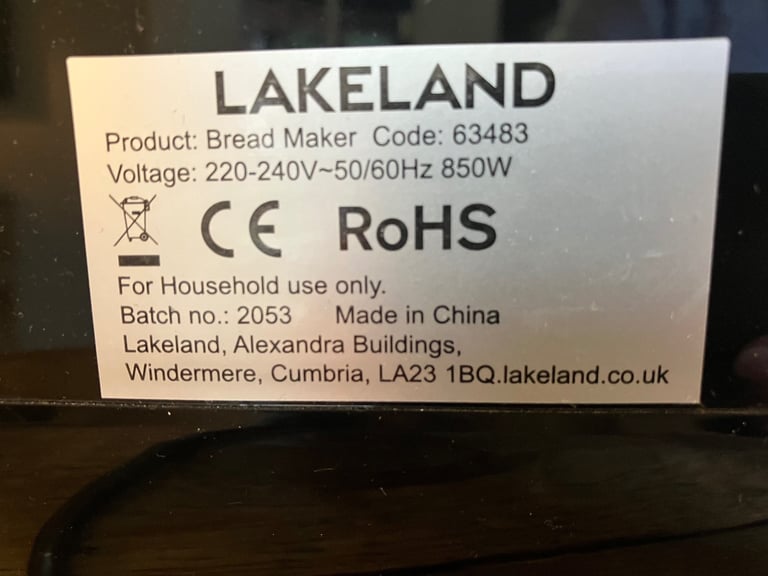 LAKELAND
Product: Bread Maker Code: 63483
Voltage: 220-240V~50/60Hz 850W
CE RoHS
For Household use only.
Batch no.: 2053 Made in China
Lakeland, Alexandra Buildings,
Windermere, Cumbria, LA23 1BQ.lakeland.co.uk